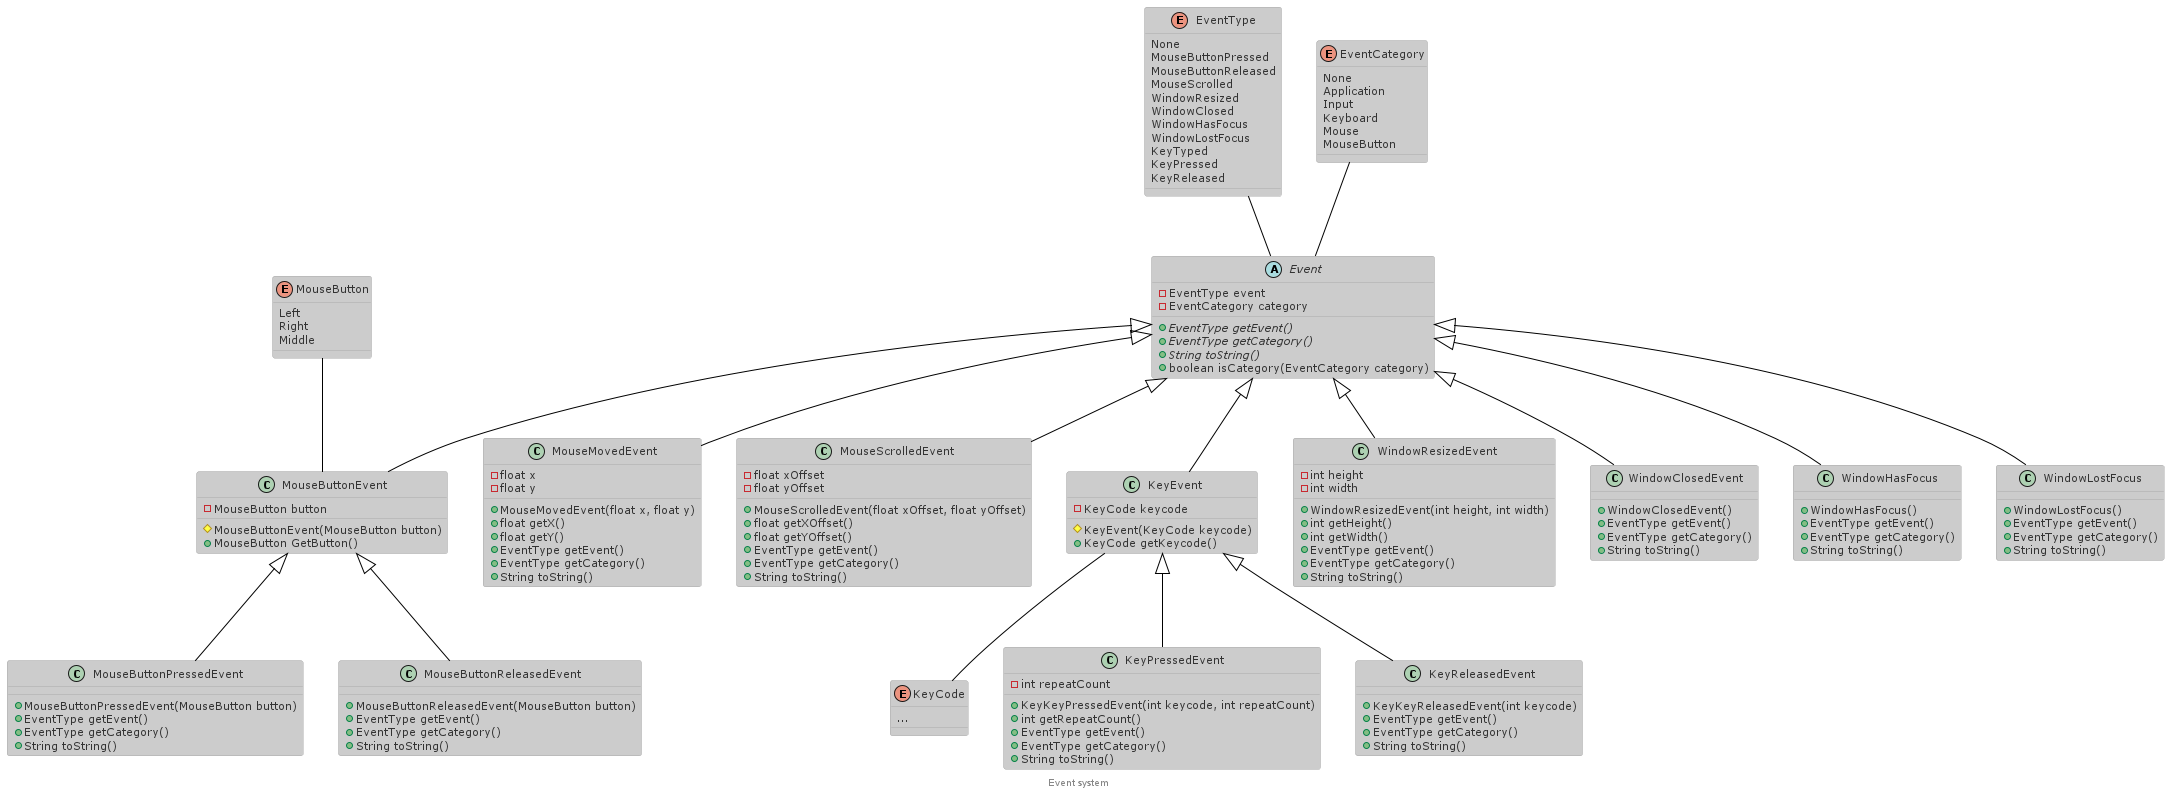 E EventType
None
MouseButtonPressed
MouseButtonReleased
MouseScrolled
WindowResized
WindowClosed
WindowHasFocus
WindowLostFocus
KeyTyped
KeyPressed
KeyReleased
E EventCategory
None
Application
Input
Keyboard
Mouse
MouseButton
E MouseButton
Left
Right
Middle
A Event
EventType event
EventCategory category
EventType getEvent()
EventType getCategory()
String toString()
boolean isCategory(EventCategory category)
C MouseButtonEvent
MouseButton button
MouseButtonEvent(MouseButton button)
MouseButton GetButton()
C MouseMovedEvent
float x
float y
MouseMovedEvent(float x, float y)
float getX()
float getY()
EventType getEvent()
EventType getCategory()
String toString()
C MouseScrolledEvent
float xOffset
float yOffset
MouseScrolledEvent(float xOffset, float yOffset)
float getXOffset()
float getYOffset()
EventType getEvent()
EventType getCategory()
String toString()
C KeyEvent
KeyCode keycode
KeyEvent(KeyCode keycode)
KeyCode getKeycode()
C WindowResizedEvent
int height
int width
WindowResizedEvent(int height, int width)
int getHeight()
int getWidth()
EventType getEvent()
EventType getCategory()
String toString()
C WindowClosedEvent
WindowClosedEvent()
EventType getEvent()
EventType getCategory()
String toString()
C WindowHasFocus
WindowHasFocus()
EventType getEvent()
EventType getCategory()
String toString()
C WindowLostFocus
WindowLostFocus()
EventType getEvent()
EventType getCategory()
String toString()
C MouseButtonPressedEvent
MouseButtonPressedEvent(MouseButton button)
EventType getEvent()
EventType getCategory()
String toString()
C MouseButtonReleasedEvent
MouseButtonReleasedEvent(MouseButton button)
EventType getEvent()
EventType getCategory()
String toString()
E KeyCode
...
C KeyPressedEvent
int repeatCount
KeyKeyPressedEvent(int keycode, int repeatCount)
int getRepeatCount()
EventType getEvent()
EventType getCategory()
String toString()
C KeyReleasedEvent
KeyKeyReleasedEvent(int keycode)
EventType getEvent()
EventType getCategory()
String toString()
Event system